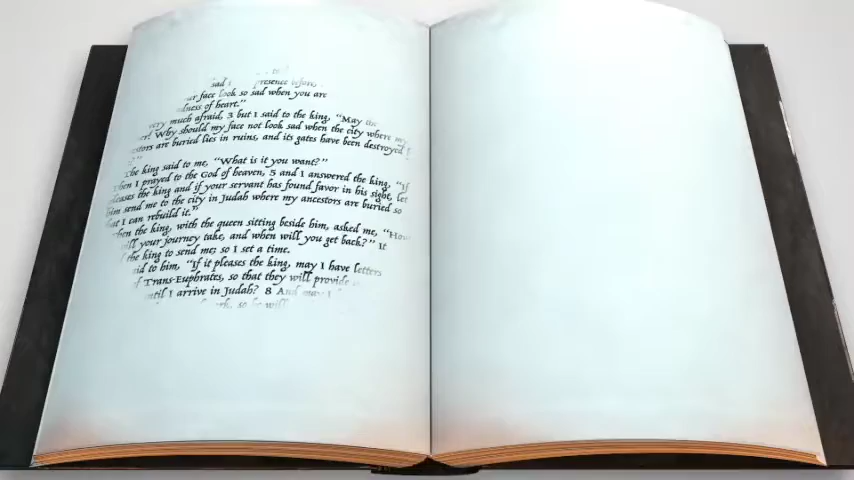 sad presence before
face look so sad when you are
of heart.”
very much afraid, 3 but I said to the king, “May the
Why should my face not look sad when the city where my
are buried lies in ruins, and its gates have been destroyed
the king said to me, “What is it you want?”
I prayed to the God of heaven, 5 and I answered the king, “If
the king and if your servant has found favor in his sight, let
him send me to the city in Judah where my ancestors are buried so
I can rebuild it.”
the king, with the queen sitting beside him, asked me, “How
your journey take, and when will you get back?” It
the king to send me; so I set a time.
to him, “If it pleases the king, may I have letters
of Trans-Euphrates, so that they will provide
until I arrive in Judah? 8 And may I
so he will